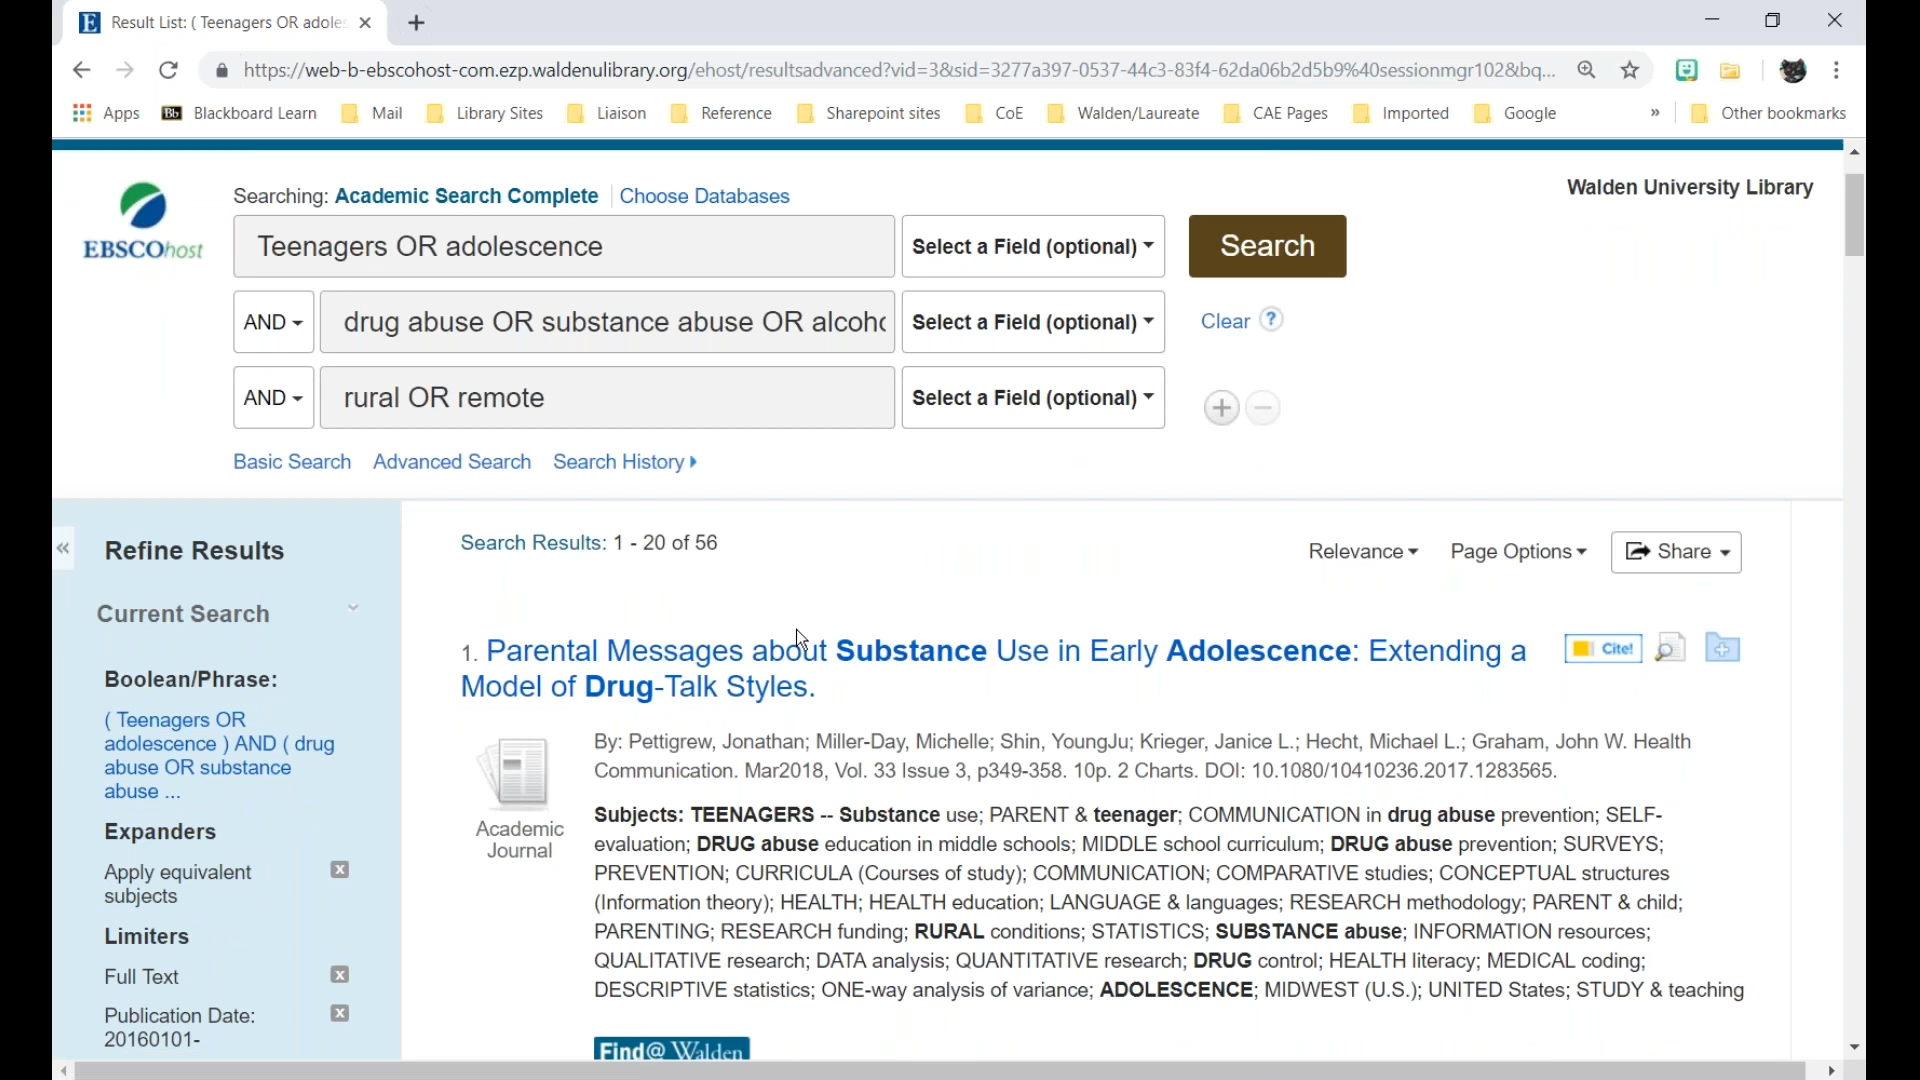 Result List: ( Teenagers OR adole
https://web-b-ebscohost-com.ezp.waldenulibrary.org/ehost/resultsadvanced?vid=3&sid=3277a397-0537-44c3-83f4-62da06b2d5b9%40sessionmgr102&bq...
Apps Bb Blackboard Learn Mail Library Sites Liaison Reference Sharepoint sites CoE Walden/Laureate CAE Pages Imported Google » Other bookmarks
EBSCOhost
Searching: Academic Search Complete Choose Databases
Walden University Library
Teenagers OR adolescence Select a Field (optional) Search
AND drug abuse OR substance abuse OR alcoho Select a Field (optional) Clear ?
AND rural OR remote Select a Field (optional)
Basic Search Advanced Search Search History
«
Refine Results
Current Search
Boolean/Phrase:
( Teenagers OR
adolescence ) AND ( drug
abuse OR substance
abuse ...
Expanders
Apply equivalent
subjects
Limiters
Full Text
Publication Date:
20160101-
Search Results: 1 - 20 of 56
Relevance Page Options Share
1. Parental Messages about Substance Use in Early Adolescence: Extending a
Model of Drug-Talk Styles.
Cite!
Academic
Journal
By: Pettigrew, Jonathan; Miller-Day, Michelle; Shin, YoungJu; Krieger, Janice L.; Hecht, Michael L.; Graham, John W. Health
Communication. Mar2018, Vol. 33 Issue 3, p349-358. 10p. 2 Charts. DOI: 10.1080/10410236.2017.1283565.
Subjects: TEENAGERS -- Substance use; PARENT & teenager; COMMUNICATION in drug abuse prevention; SELF-
evaluation; DRUG abuse education in middle schools; MIDDLE school curriculum; DRUG abuse prevention; SURVEYS;
PREVENTION; CURRICULA (Courses of study); COMMUNICATION; COMPARATIVE studies; CONCEPTUAL structures
(Information theory); HEALTH; HEALTH education; LANGUAGE & languages; RESEARCH methodology; PARENT & child;
PARENTING; RESEARCH funding; RURAL conditions; STATISTICS; SUBSTANCE abuse; INFORMATION resources;
QUALITATIVE research; DATA analysis; QUANTITATIVE research; DRUG control; HEALTH literacy; MEDICAL coding;
DESCRIPTIVE statistics; ONE-way analysis of variance; ADOLESCENCE; MIDWEST (U.S.); UNITED States; STUDY & teaching
Find@ Walden